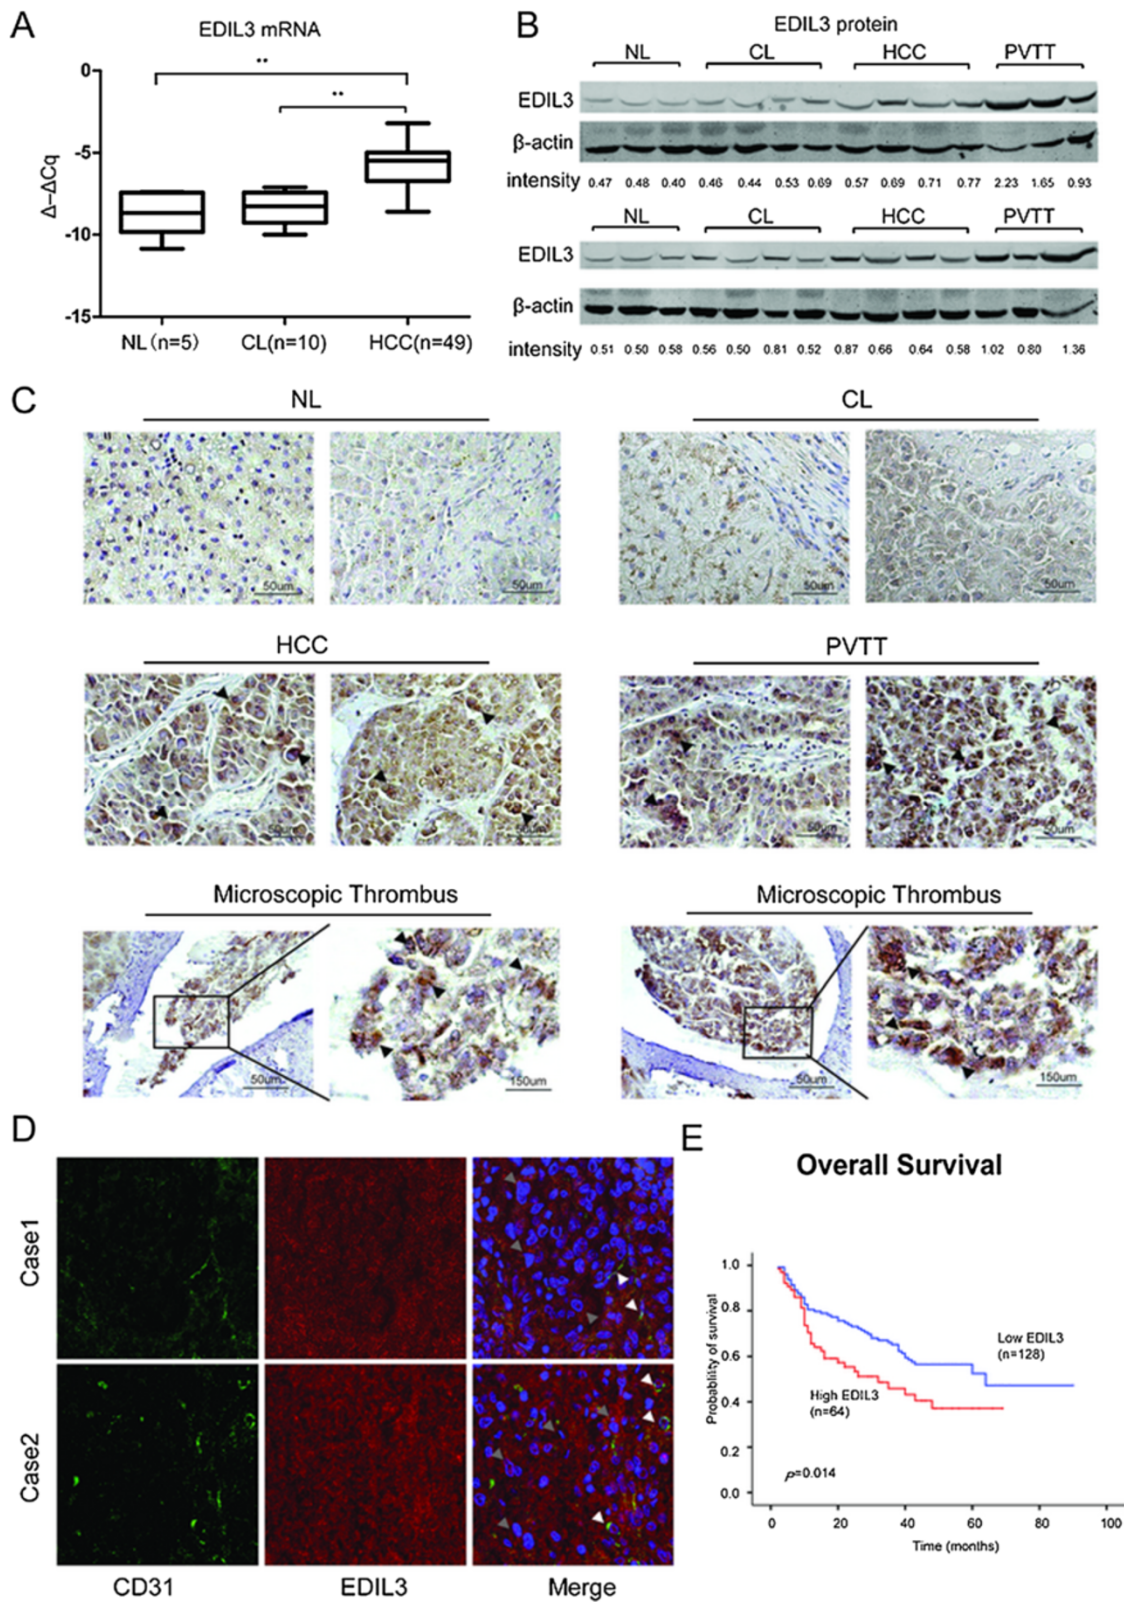 A
EDIL3 mRNA
**
**
0
-5
-10
-15
Δ–ΔCq
NL(n=5)
CL(n=10)
HCC(n=49)
B
EDIL3 protein
NL CL HCC PVTT
EDIL3
β-actin
intensity 0.47 0.48 0.40 0.46 0.44 0.53 0.69 0.57 0.69 0.71 0.77 2.23 1.65 0.93
NL CL HCC PVTT
EDIL3
β-actin
intensity 0.51 0.50 0.58 0.56 0.50 0.81 0.52 0.87 0.66 0.64 0.58 1.02 0.80 1.36
C
NL
CL
50um
50um
50um
50um
HCC
PVTT
50um
50um
50um
50um
Microscopic Thrombus
Microscopic Thrombus
50um
150um
50um
150um
D
Case1
Case2
CD31
EDIL3
Merge
E
Overall Survival
Probability of survival
1.0
0.8
0.6
0.4
0.2
0.0
Low EDIL3
(n=128)
High EDIL3
(n=64)
P=0.014
0 20 40 60 80 100
Time (months)